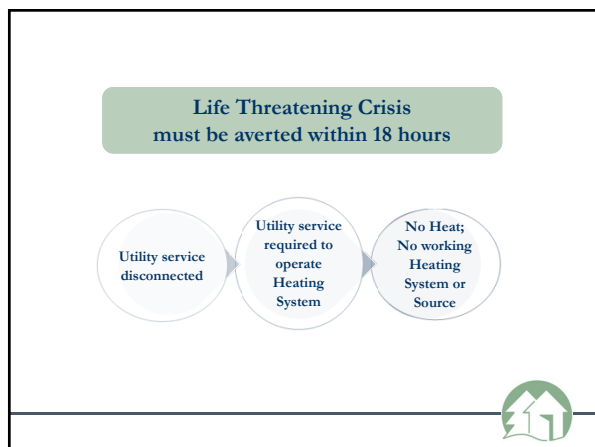 Life Threatening Crisis
must be averted within 18 hours
Utility service
disconnected
Utility service
required to
operate
Heating
System
No Heat;
No working
Heating
System or
Source